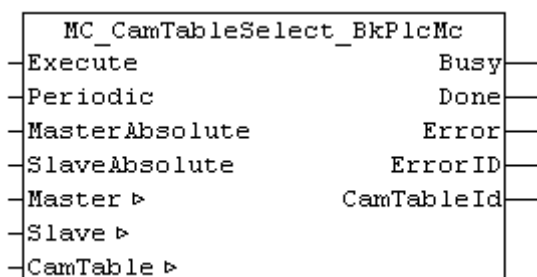 MC_CamTableSelect_BkPlcMc
Execute Busy
Periodic Done
MasterAbsolute Error
SlaveAbsolute ErrorID
Master ▷ CamTableId
Slave ▷
CamTable ▷